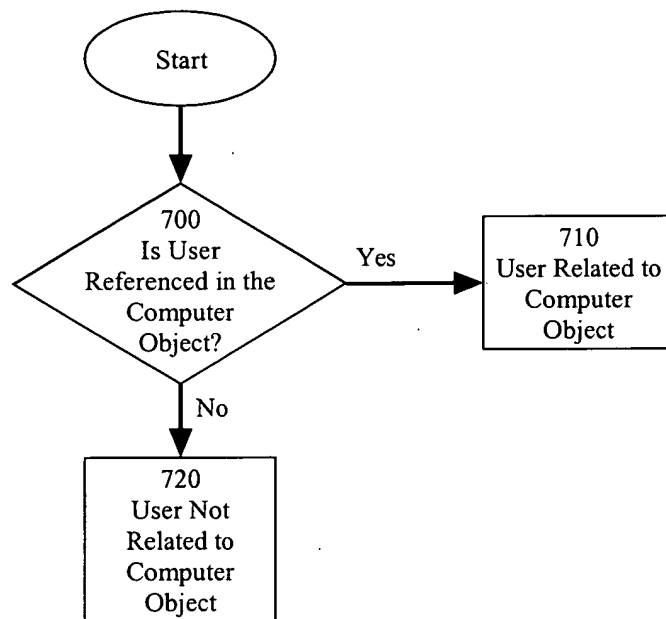 Start
700
Is User
Referenced in the
Computer
Object?
Yes
710
User Related to
Computer
Object
No
720
User Not
Related to
Computer
Object